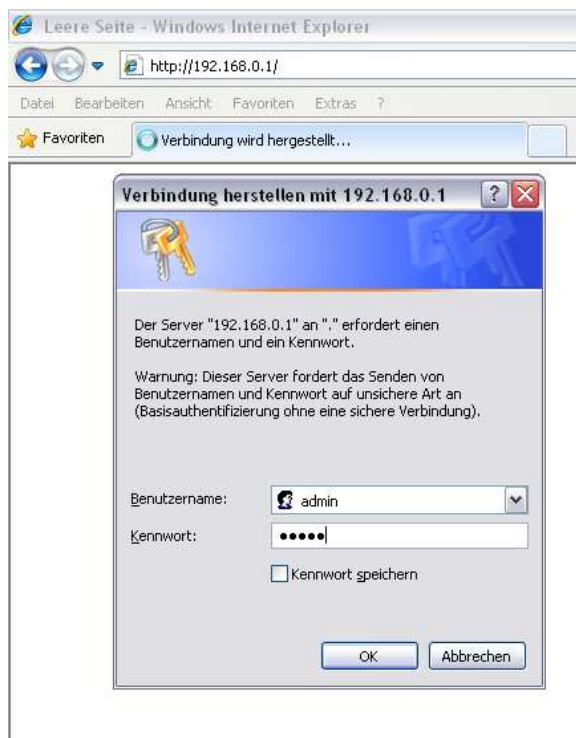 Leere Seite - Windows Internet Explorer
http://192.168.0.1/
Datei Bearbeiten Ansicht Favoriten Extras ?
Favoriten Verbindung wird hergestellt...
Verbindung herstellen mit 192.168.0.1
Der Server "192.168.0.1" an "." erfordert einen
Benutzernamen und ein Kennwort.
Warnung: Dieser Server fordert das Senden von
Benutzernamen und Kennwort auf unsichere Art an
(Basisauthentifizierung ohne eine sichere Verbindung).
Benutzername: admin
Kennwort: •••••
Kennwort speichern
OK Abbrechen